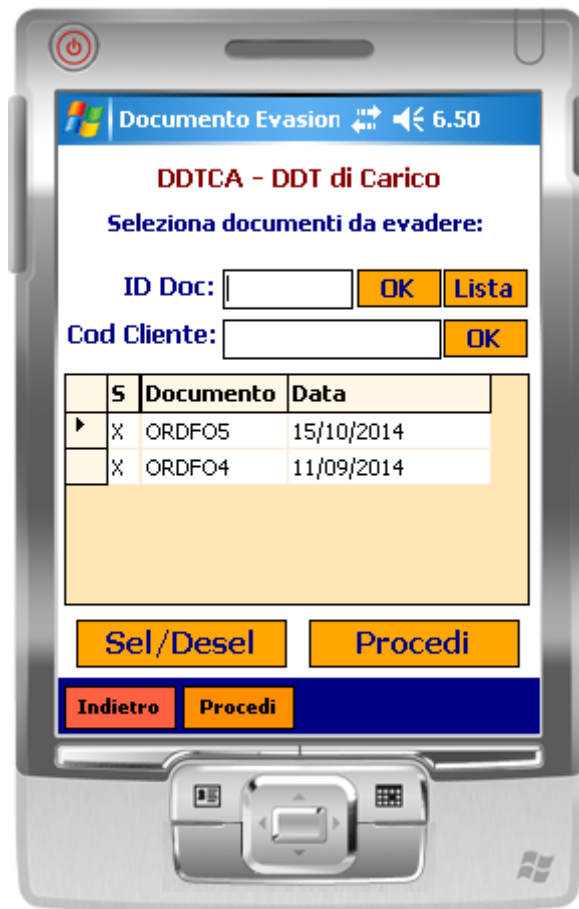 Documento Evasion 6.50
DDTCA - DDT di Carico
Seleziona documenti da evadere:
ID Doc: OK Lista
Cod Cliente: OK
S Documento Data
X ORDFO5 15/10/2014
X ORDFO4 11/09/2014
Sel/Desel Procedi
Indietro Procedi